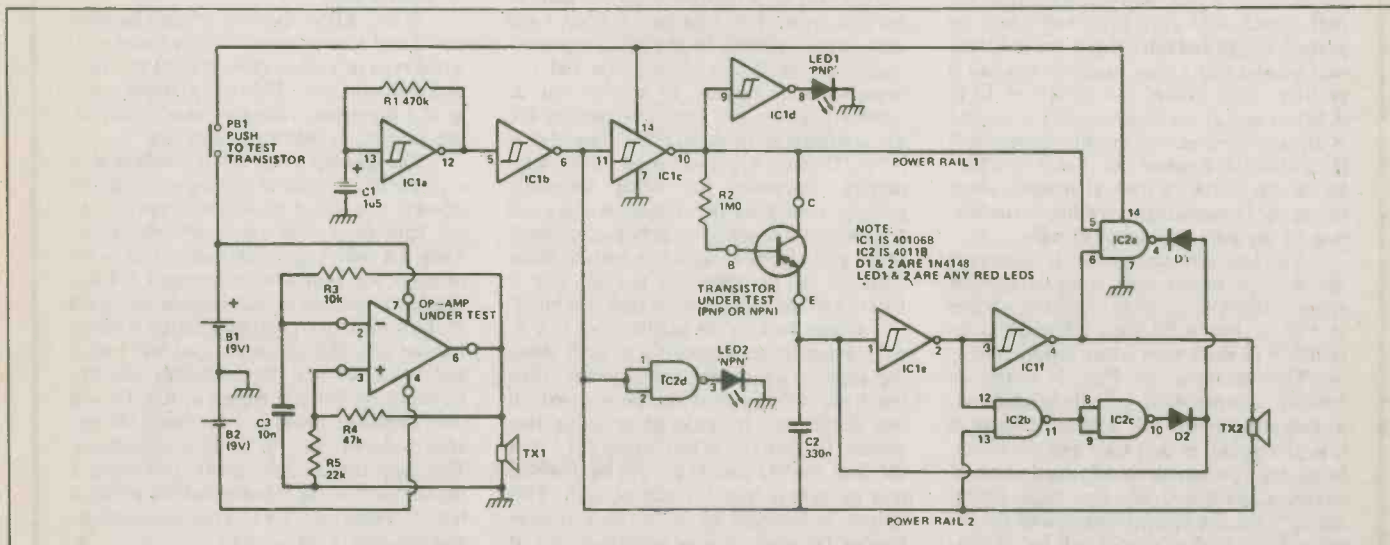 PB1
PUSH
TO TEST
TRANSISTOR
R1 470k
13
12
IC1a
+
C1
1u5
5
6
IC1b
14
11
10
7
IC1c
9
8
IC1d
LED1
'PNP'
POWER RAIL 1
R2
1M0
C
B
E
TRANSISTOR
UNDER TEST
(PNP OR NPN)
NOTE:
IC1 IS 40106B
IC2 IS 4011B
D1 & 2 ARE 1N4148
LED1 & 2 ARE ANY RED LEDS
5
6
14
IC2a
4
7
D1
+
B1
(9V)
B2
(9V)
R3
10k
7
OP-AMP
UNDER TEST
2
−
3
+
6
4
C3
10n
R4
47k
R5
22k
TX1
1
2
IC2d
3
LED2
'NPN'
C2
330n
1
2
IC1e
3
4
IC1f
12
13
11
IC2b
8
9
10
IC2c
D2
TX2
POWER RAIL 2